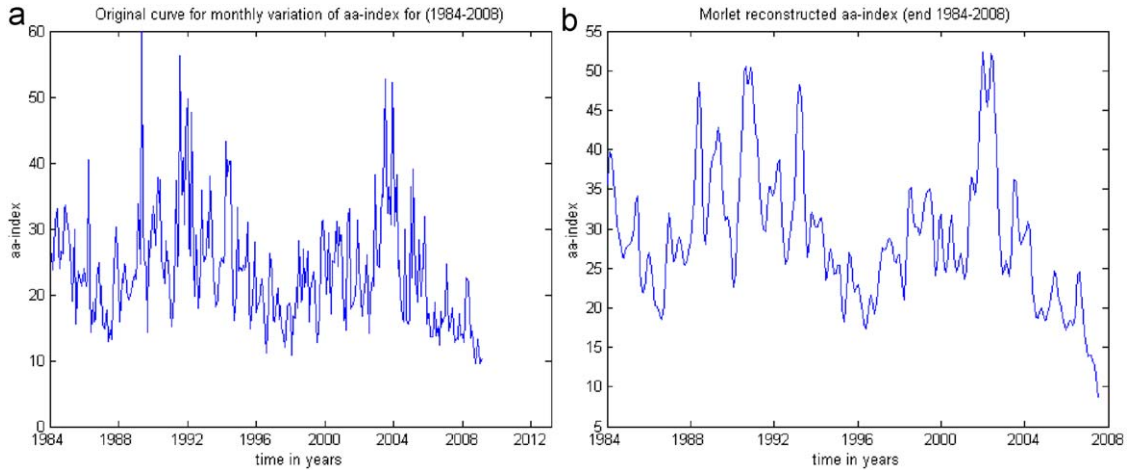 a
Original curve for monthly variation of aa-index for (1984-2008)
60
50
40
30
20
10
0
aa-index
1984 1988 1992 1996 2000 2004 2008 2012
time in years
b
Morlet reconstructed aa-index (end 1984-2008)
55
50
45
40
35
30
25
20
15
10
5
aa-index
1984 1988 1992 1996 2000 2004 2008
time in years